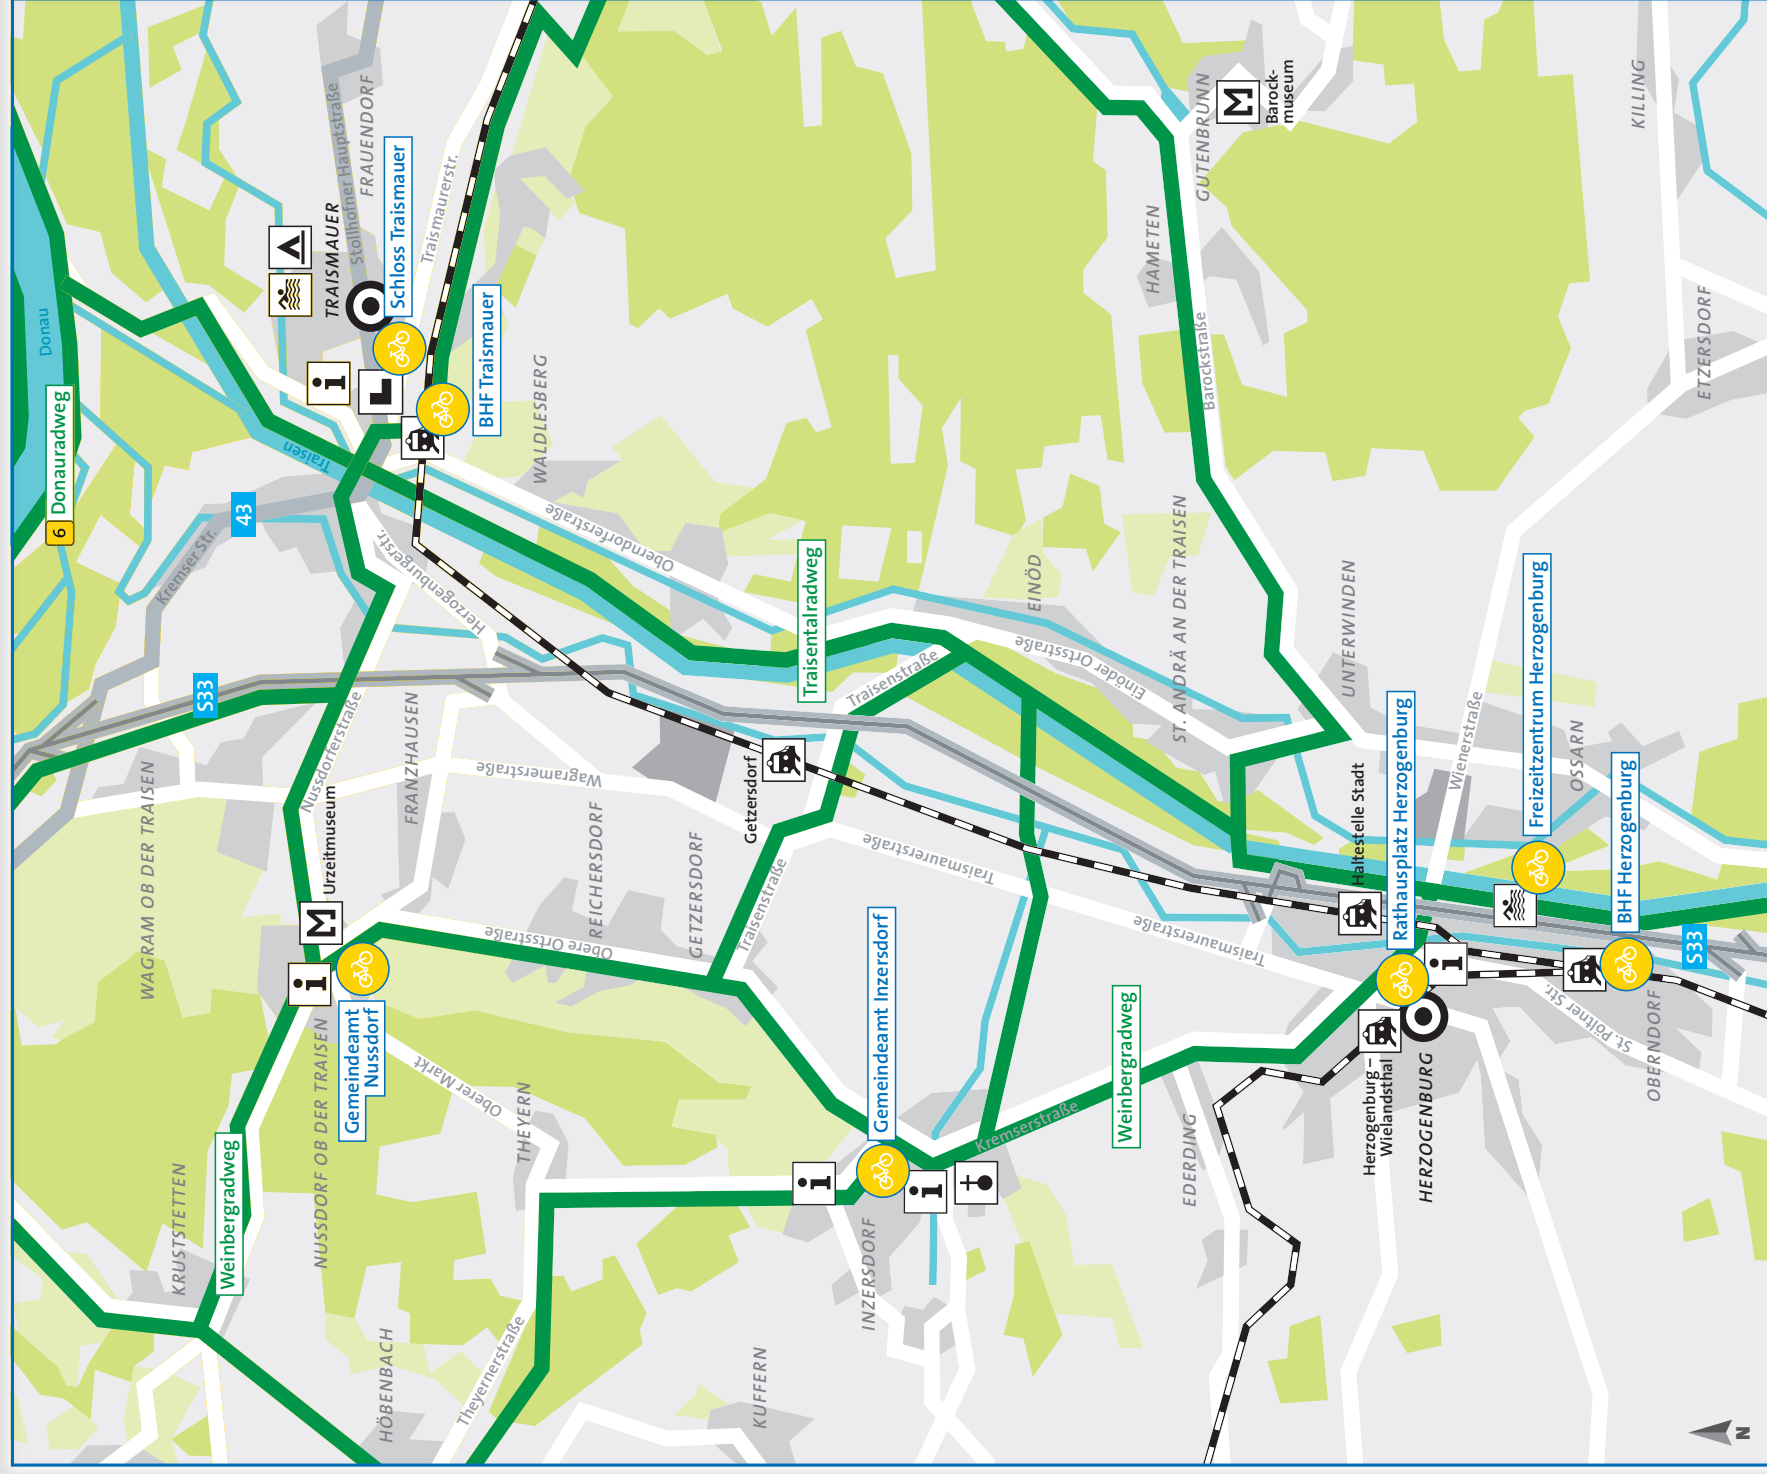 Donau
6
Donauradweg
43
S33
Kremser Str.
Stollhofner Hauptstraße
FRAUENDORF
TRAISMAUER
Schloss Traismauer
Traismaurerstr.
BHF Traismauer
WALDLESBERG
Traisen
Herzogenburgerstr.
Oberndorferstraße
Traisentalradweg
EINÖD
Einöder Ortsstraße
Traisenstraße
ST. ANDRÄ AN DER TRAISEN
HAMETEN
GUTENBRUNN
Barock-
museum
Barockstraße
KILLING
ETZERSDORF
UNTERWINDEN
Wienerstraße
OSSARN
Freizeitzentrum Herzogenburg
BHF Herzogenburg
Rathausplatz Herzogenburg
Haltestelle Stadt
S33
WAGRAM OB DER TRAISEN
Nussdorferstraße
FRANZHAUSEN
Urzeitmuseum
Wagramerstraße
REICHERSDORF
GETZERSDORF
Getzersdorf
Traisenstraße
Traismaurerstraße
Traismaurerstraße
Obere Ortsstraße
Gemeindeamt
Nussdorf
NUSSDORF OB DER TRAISEN
Oberer Markt
THEYERN
Gemeindeamt Inzersdorf
Kremserstraße
Weinbergradweg
Weinbergradweg
KRUSTSTETTEN
HÖBENBACH
Theyernerstraße
KUFFERN
INZERSDORF
EDERDING
Herzogenburg –
Wielandsthal
HERZOGENBURG
St. Pöltner Str.
OBERNDORF
N